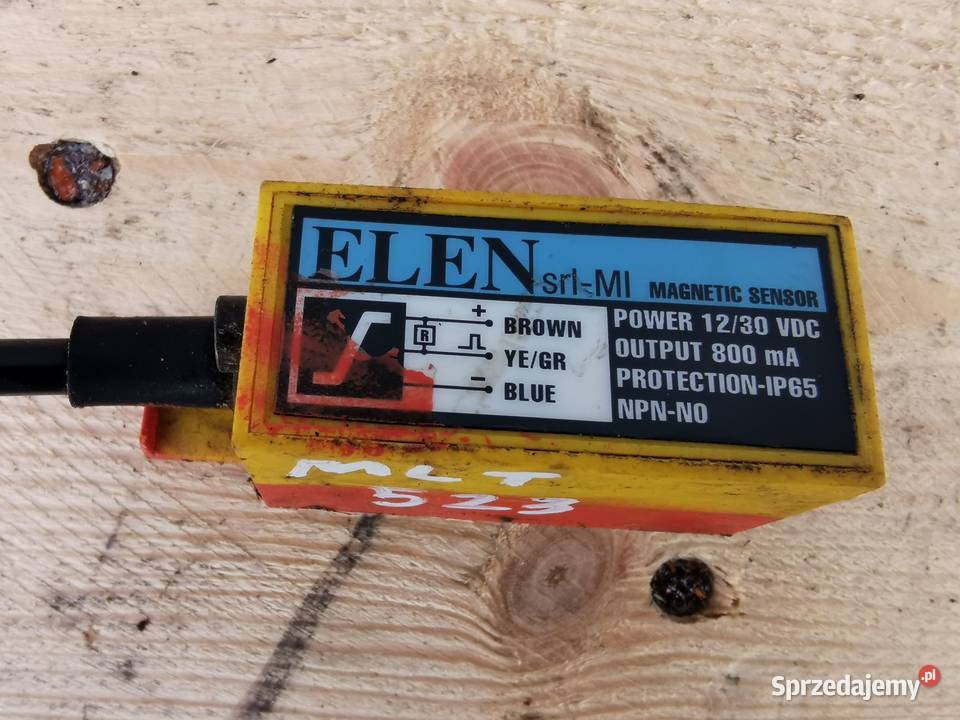 ELEN srl-MI MAGNETIC SENSOR
+
R
BROWN
YE/GR
-
BLUE
POWER 12/30 VDC
OUTPUT 800 mA
PROTECTION-IP65
NPN-NO
MLT
523
Sprzedajemy.pl